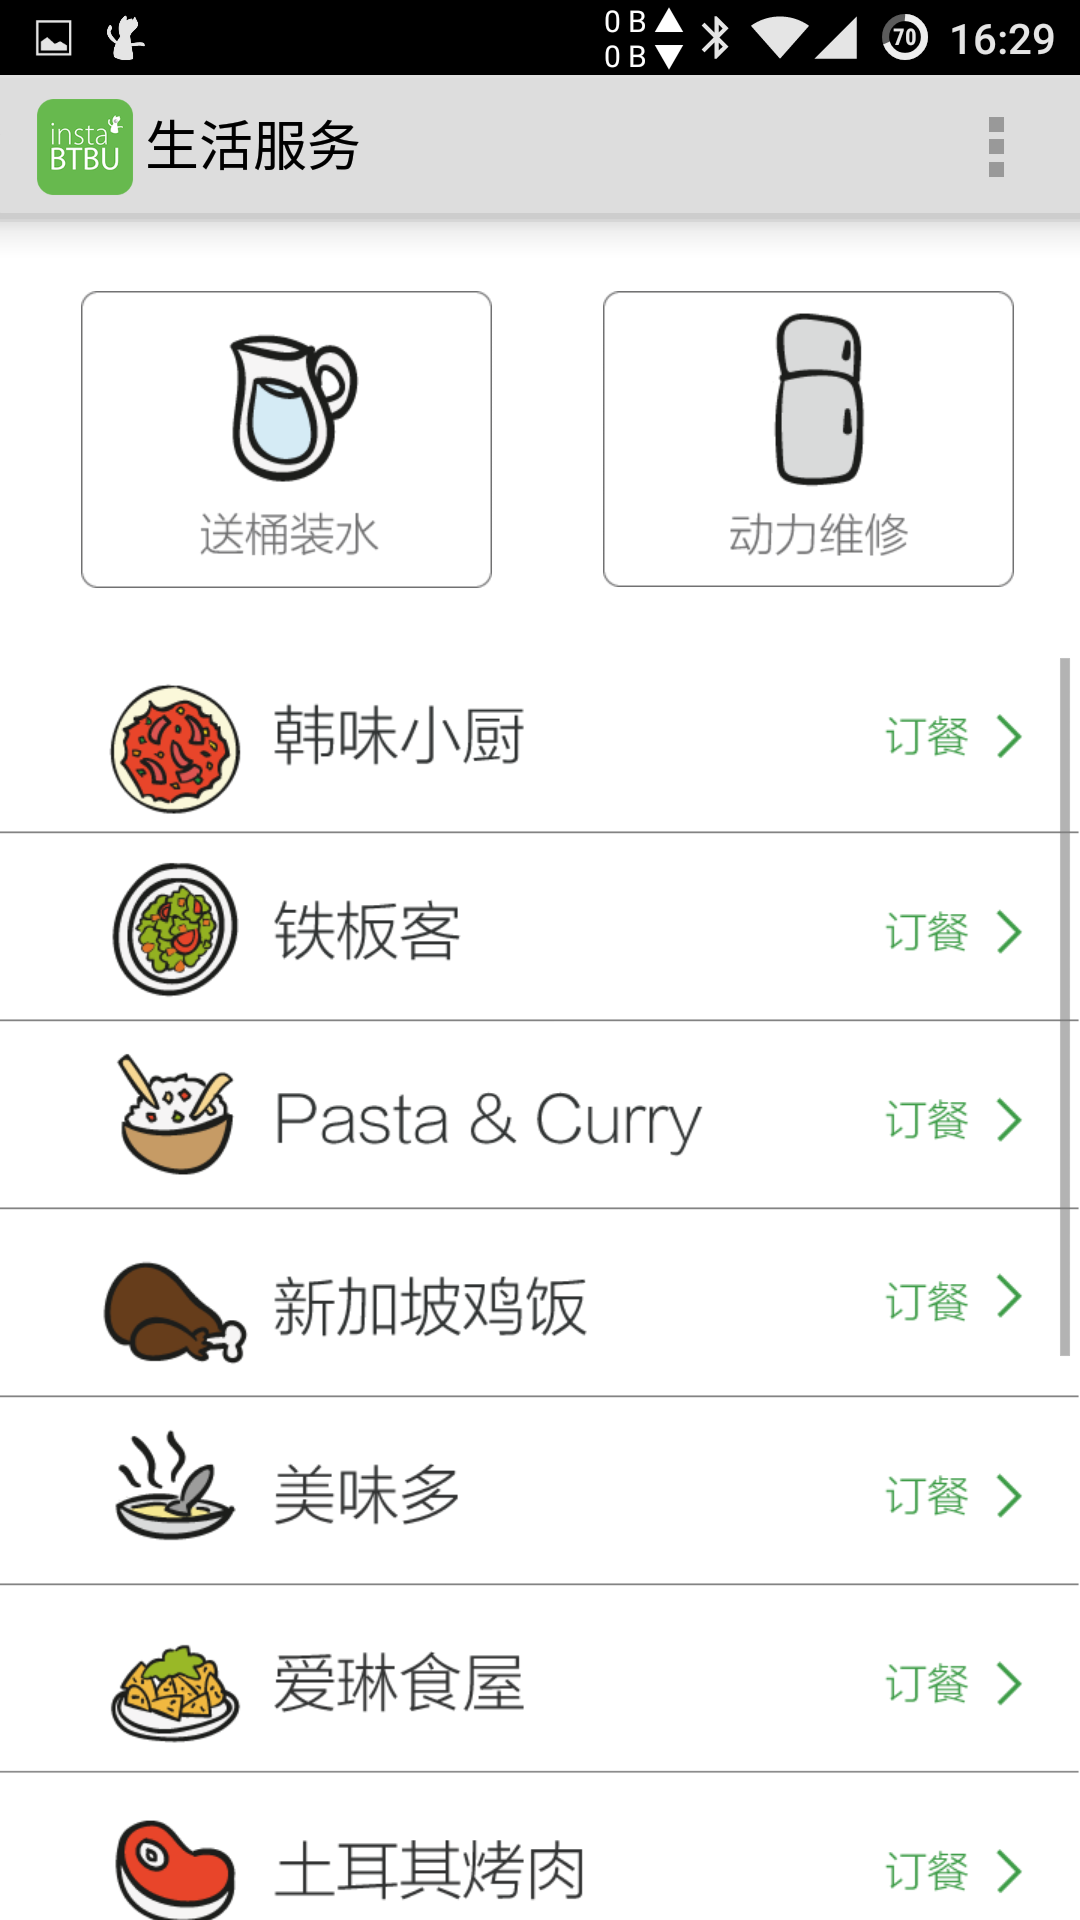 0 B
0 B
70
16:29
insta
BTBU
生活服务
送桶装水
动力维修
韩味小厨
订餐
铁板客
订餐
Pasta & Curry
订餐
新加坡鸡饭
订餐
美味多
订餐
爱琳食屋
订餐
土耳其烤肉
订餐